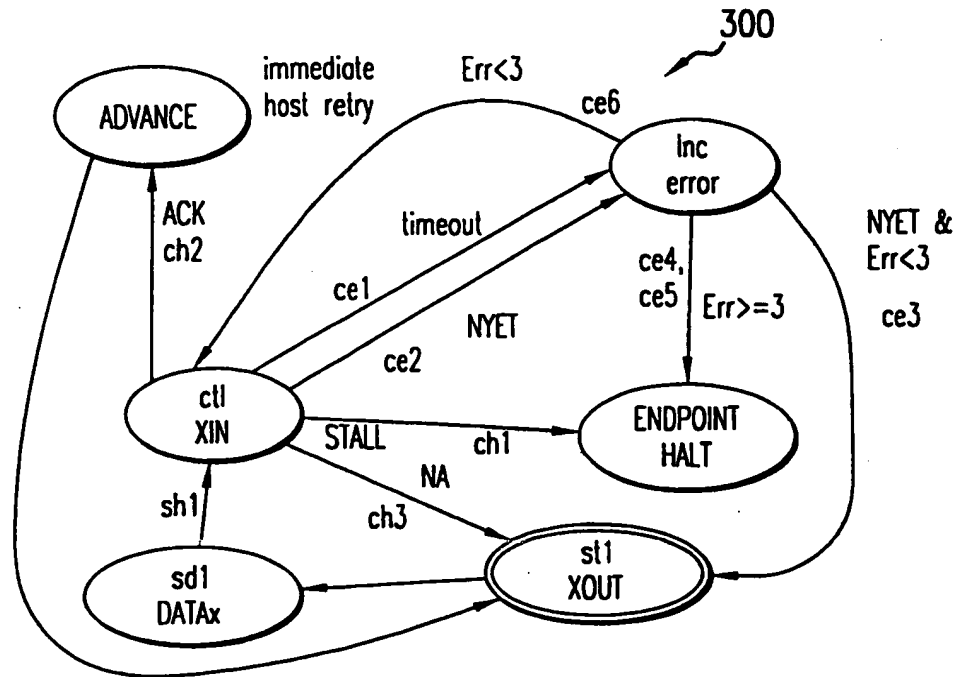 300
immediate
host retry
Err<3
ce6
ADVANCE
Inc
error
ACK
ch2
timeout
ce1
ce4,
ce5
Err>=3
NYET &
Err<3
ce3
NYET
ce2
ctl
XIN
STALL
ch1
ENDPOINT
HALT
NA
ch3
sh1
sd1
DATAx
st1
XOUT